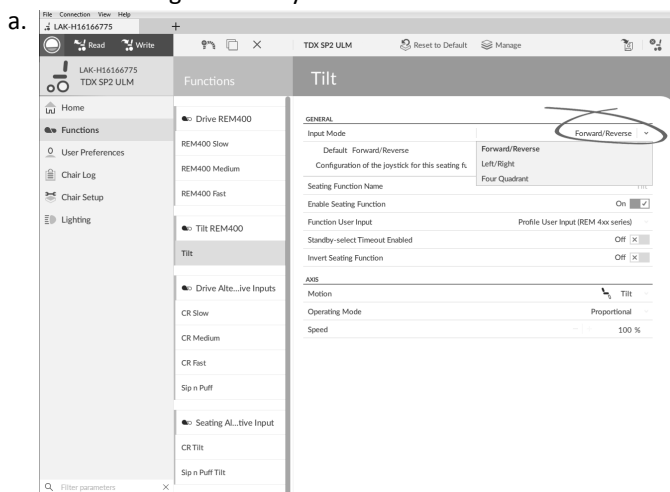 a.
File Connection View Help
LAK-H16166775 +
Read Write TDX SP2 ULM Reset to Default Manage
LAK-H16166775
TDX SP2 ULM
Functions
Tilt
Home
Functions
User Preferences
Chair Log
Chair Setup
Lighting
Filter parameters
Drive REM400
REM400 Slow
REM400 Medium
REM400 Fast
Tilt REM400
Tilt
Drive Alte...ive Inputs
CR Slow
CR Medium
CR Fast
Sip n Puff
Seating Al...tive Input
CR Tilt
Sip n Puff Tilt
GENERAL
Input Mode Forward/Reverse
Default Forward/Reverse
Configuration of the joystick for this seating fu
Forward/Reverse
Left/Right
Four Quadrant
Seating Function Name Tilt
Enable Seating Function On
Function User Input Profile User Input (REM 4xx series)
Standby-select Timeout Enabled Off
Invert Seating Function Off
AXIS
Motion Tilt
Operating Mode Proportional
Speed 100 %